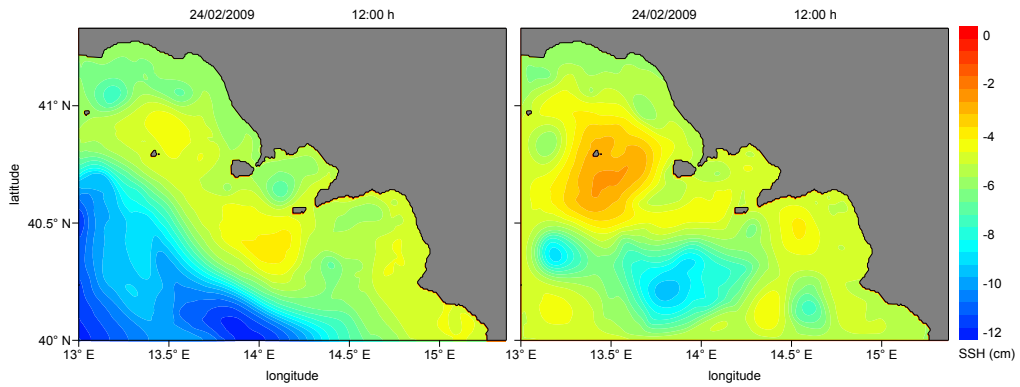 24/02/2009 12:00 h 24/02/2009 12:00 h
0
-2
41° N
-4
latitude
-6
40.5° N
-8
-10
-12
40° N
13° E 13.5° E 14° E 14.5° E 15° E 13° E 13.5° E 14° E 14.5° E 15° E SSH (cm)
longitude longitude